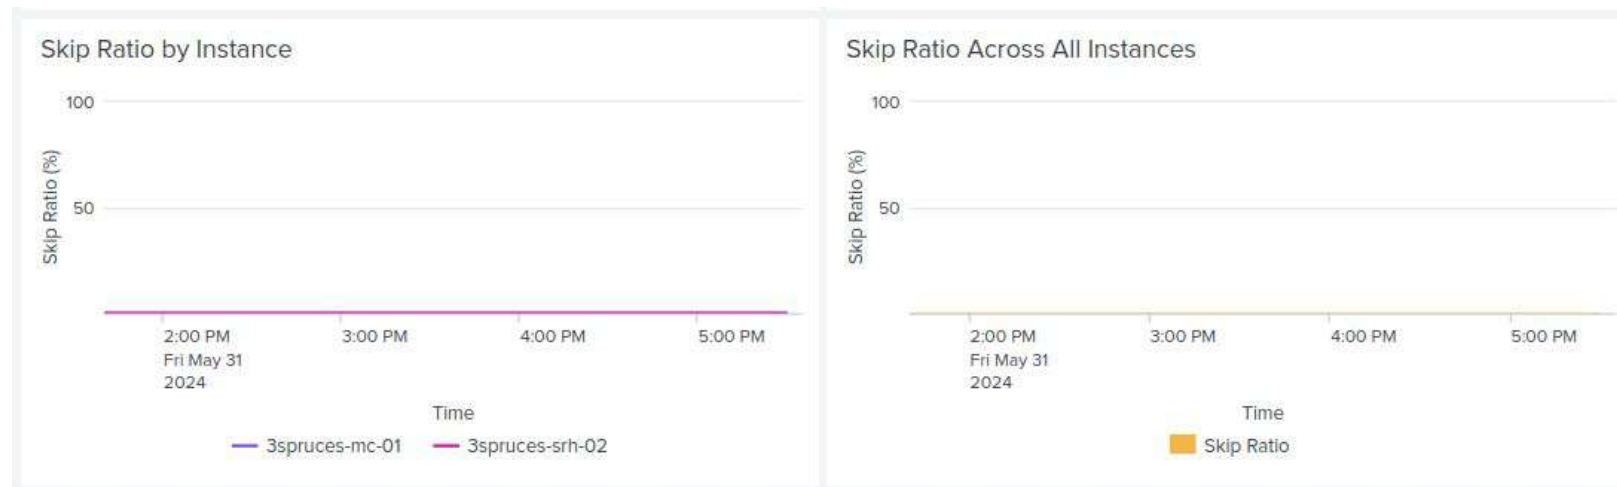 Skip Ratio by Instance
100
Skip Ratio (%)
50
2:00 PM 3:00 PM 4:00 PM 5:00 PM
Fri May 31
2024
Time
3spruces-mc-01 3spruces-srh-02
Skip Ratio Across All Instances
100
Skip Ratio (%)
50
2:00 PM 3:00 PM 4:00 PM 5:00 PM
Fri May 31
2024
Time
Skip Ratio